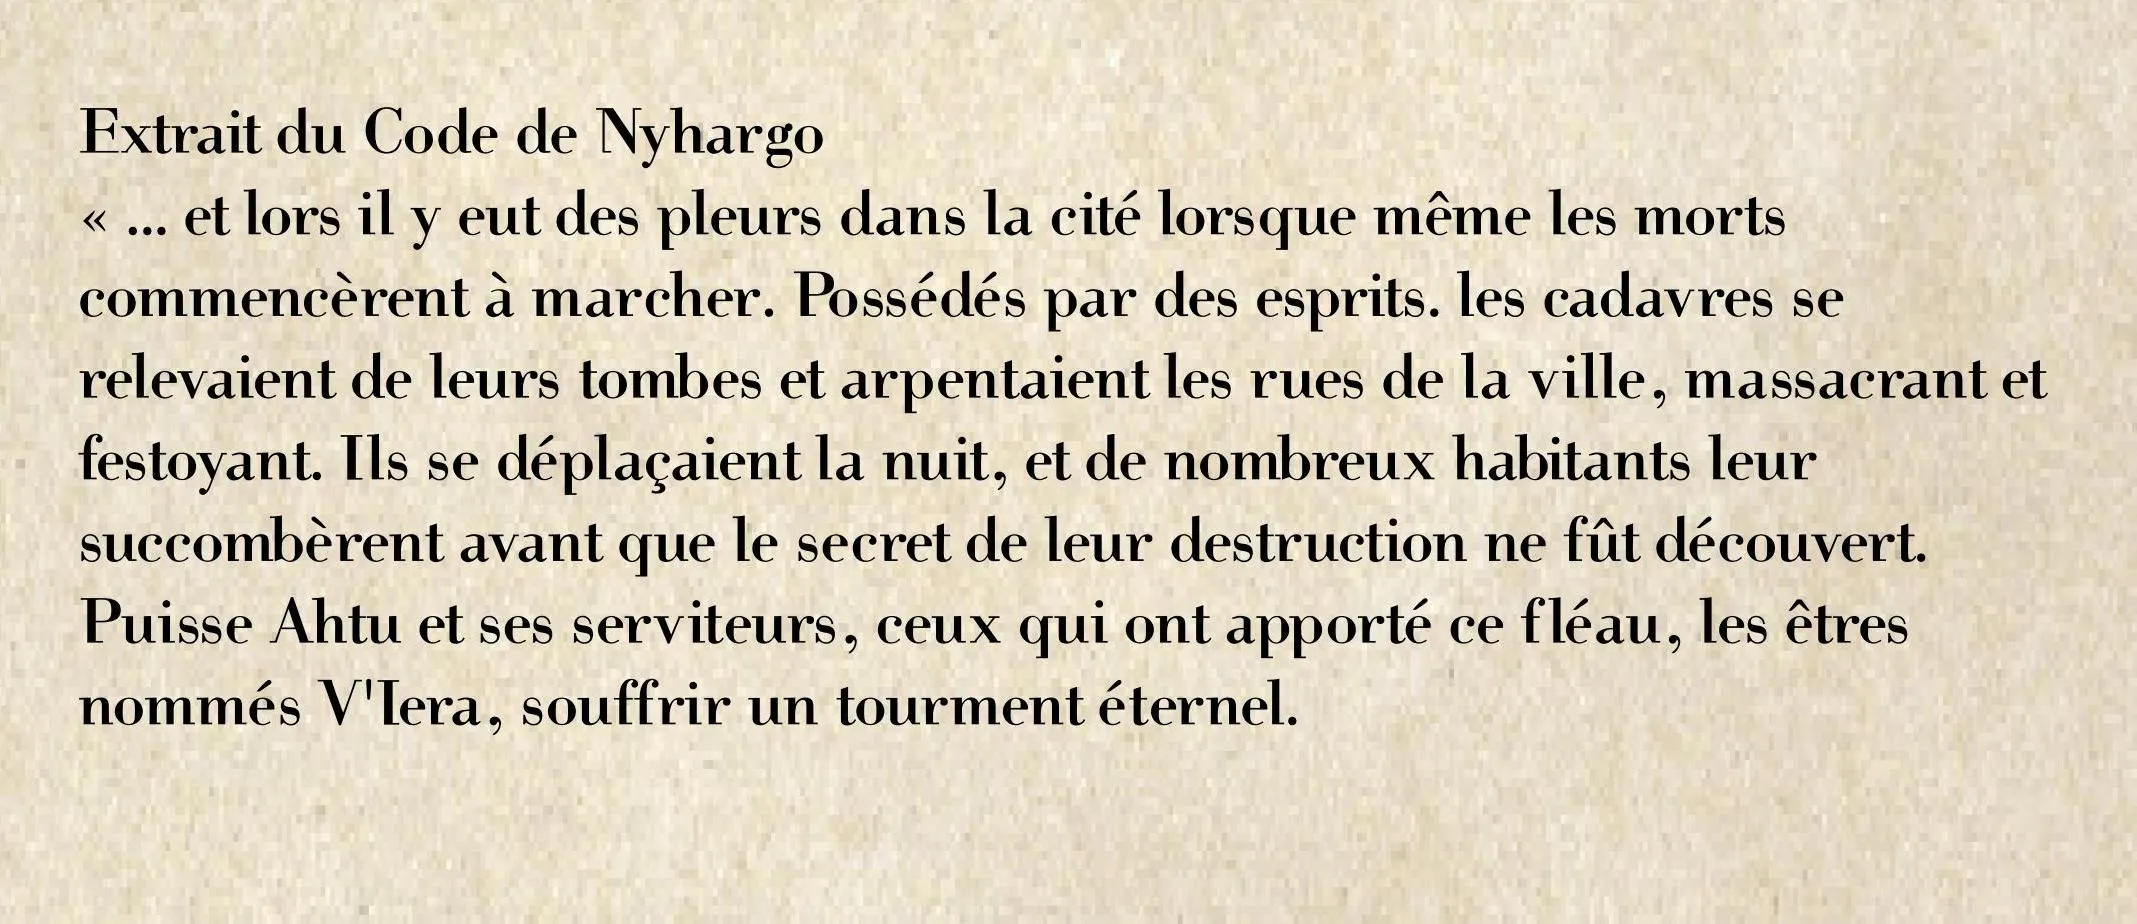 Extrait du Code de Nyhargo
« ... et lors il y eut des pleurs dans la cité lorsque même les morts
commencèrent à marcher. Possédés par des esprits. les cadavres se
relevaient de leurs tombes et arpentaient les rues de la ville, massacrant et
festoyant. Ils se déplaçaient la nuit, et de nombreux habitants leur
succombèrent avant que le secret de leur destruction ne fût découvert.
Puisse Ahtu et ses serviteurs, ceux qui ont apporté ce fléau, les êtres
nommés V'Iera, souffrir un tourment éternel.